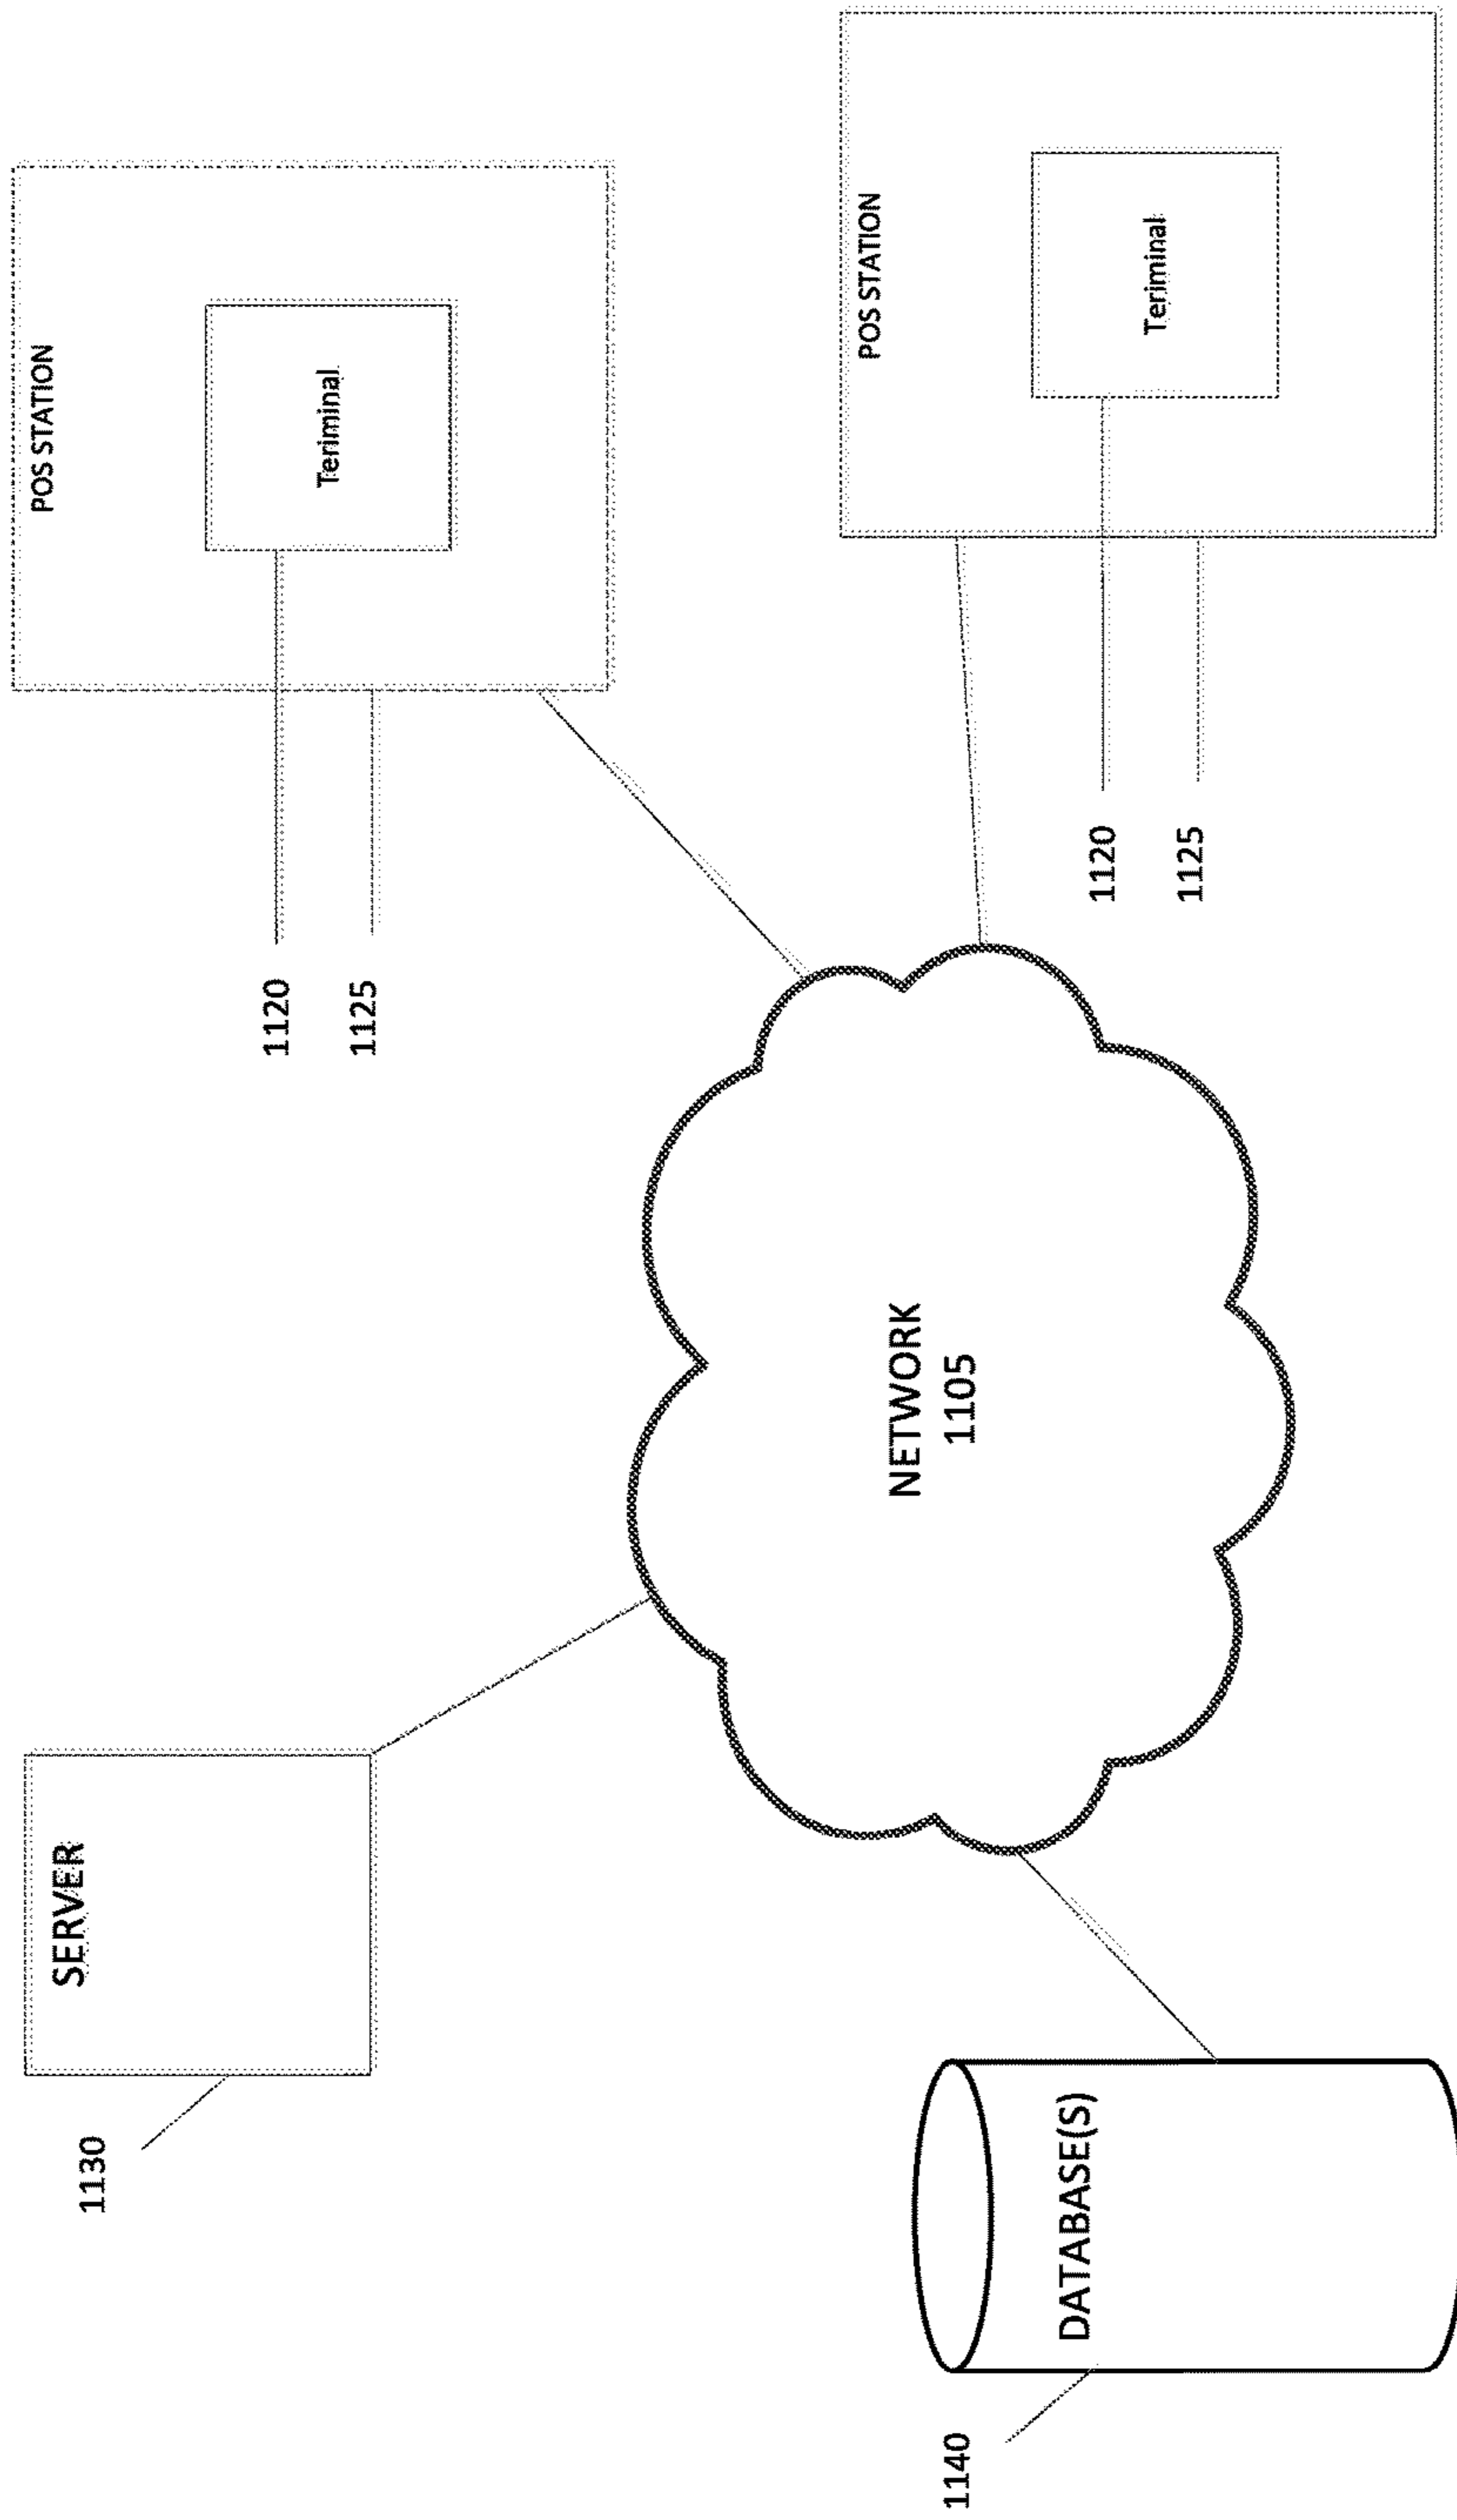 1130
SERVER
1120
1125
POS STATION
Teriminal
NETWORK
1105
1140
DATABASE(S)
1120
1125
POS STATION
Teriminal